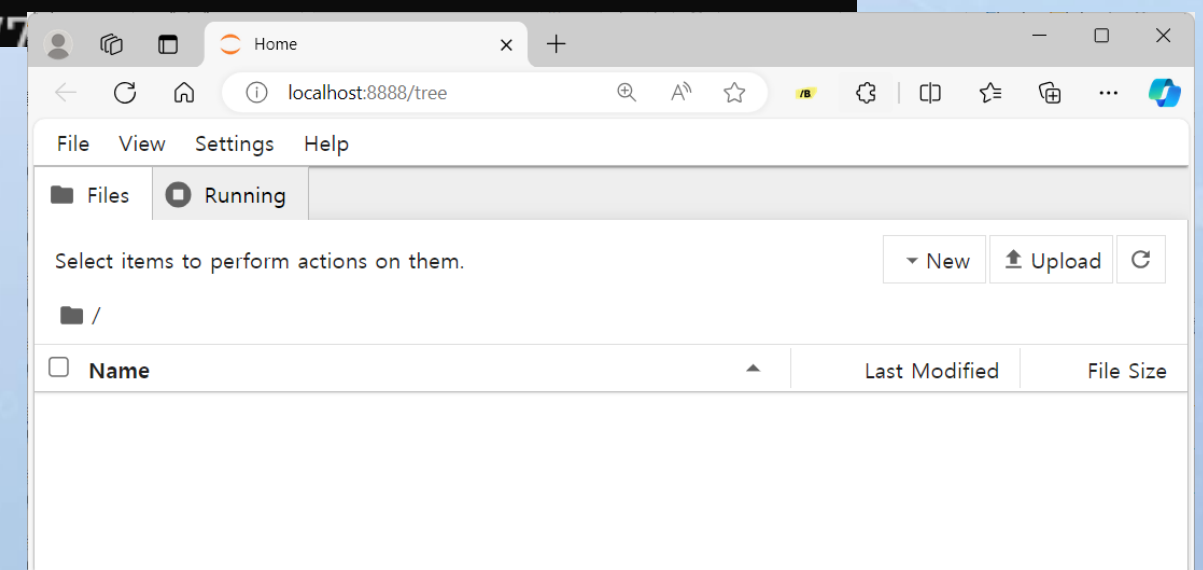 Home
localhost:8888/tree
/B
File View Settings Help
Files Running
Select items to perform actions on them.
New Upload
/
Name Last Modified File Size